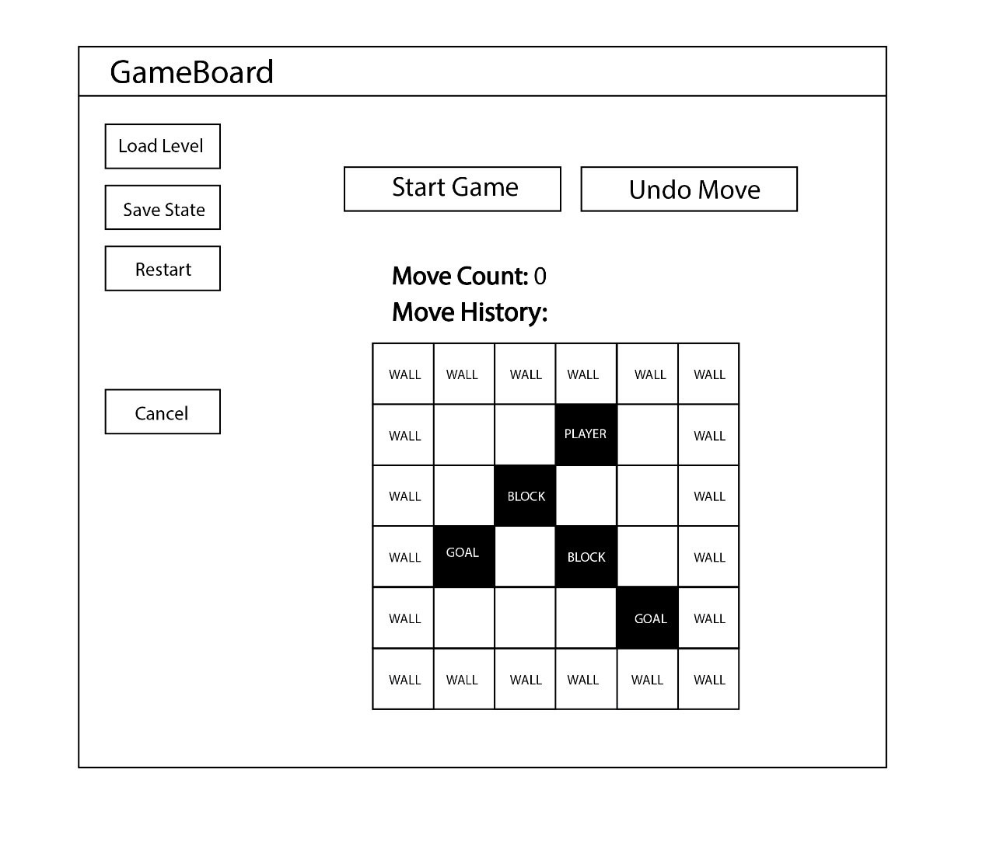 GameBoard
Load Level
Save State
Restart
Cancel
Start Game Undo Move
Move Count: 0
Move History:
WALL WALL WALL WALL WALL WALL
WALL PLAYER WALL
WALL BLOCK WALL
WALL GOAL BLOCK WALL
WALL GOAL WALL
WALL WALL WALL WALL WALL WALL